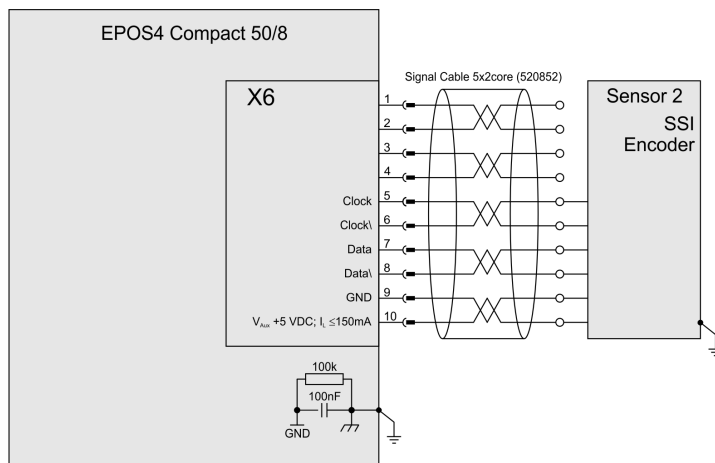 EPOS4 Compact 50/8
Signal Cable 5x2core (520852)
X6
Sensor 2
SSI
Encoder
1
2
3
4
Clock 5
Clock\ 6
Data 7
Data\ 8
GND 9
V_Aux +5 VDC; I_L ≤150mA 10
100k
100nF
GND